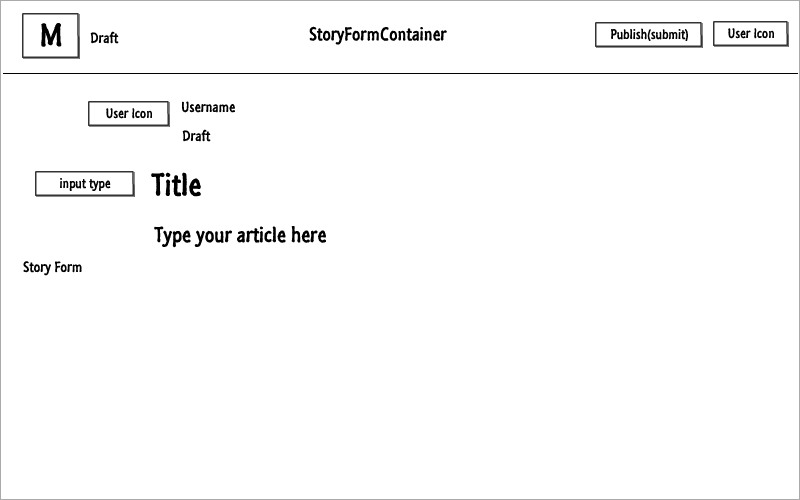 M
Draft
StoryFormContainer
Publish(submit)
User Icon
User Icon
Username
Draft
input type
Title
Type your article here
Story Form